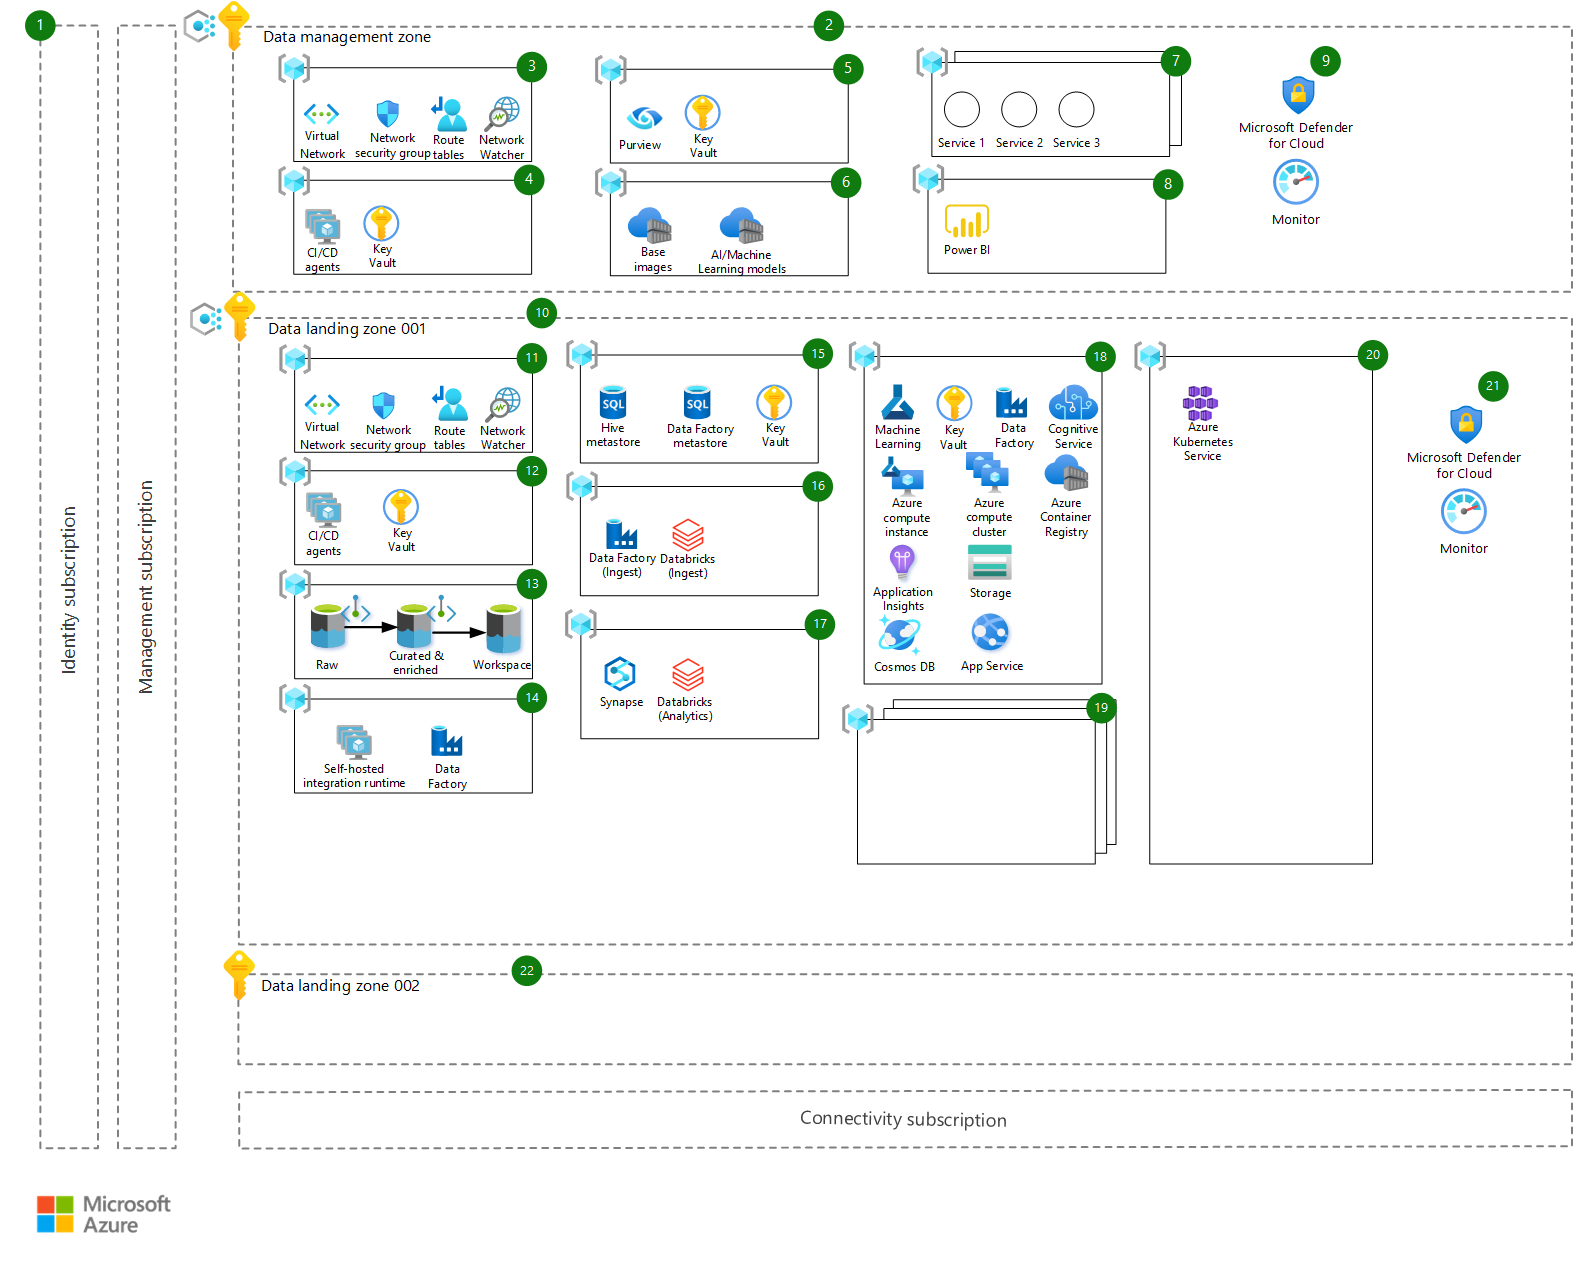 1
2
Data management zone
3
Virtual
Network
Network
security group
Route
tables
Network
Watcher
4
CI/CD
agents
Key
Vault
5
Purview
Key
Vault
6
Base
images
AI/Machine
Learning models
7
Service 1
Service 2
Service 3
8
Power BI
9
Microsoft Defender
for Cloud
Monitor
10
Data landing zone 001
11
Virtual
Network
Network
security group
Route
tables
Network
Watcher
12
CI/CD
agents
Key
Vault
13
Raw
Curated &
enriched
Workspace
14
Self-hosted
integration runtime
Data
Factory
15
SQL
Hive
metastore
SQL
Data Factory
metastore
Key
Vault
16
Data Factory
(Ingest)
Databricks
(Ingest)
17
Synapse
Databricks
(Analytics)
18
Machine
Learning
Key
Vault
Data
Factory
Cognitive
Service
Azure
compute
instance
Azure
compute
cluster
Azure
Container
Registry
Application
Insights
Storage
Cosmos DB
App Service
19
20
Azure
Kubernetes
Service
21
Microsoft Defender
for Cloud
Monitor
22
Data landing zone 002
Identity subscription
Management subscription
Connectivity subscription
Microsoft
Azure